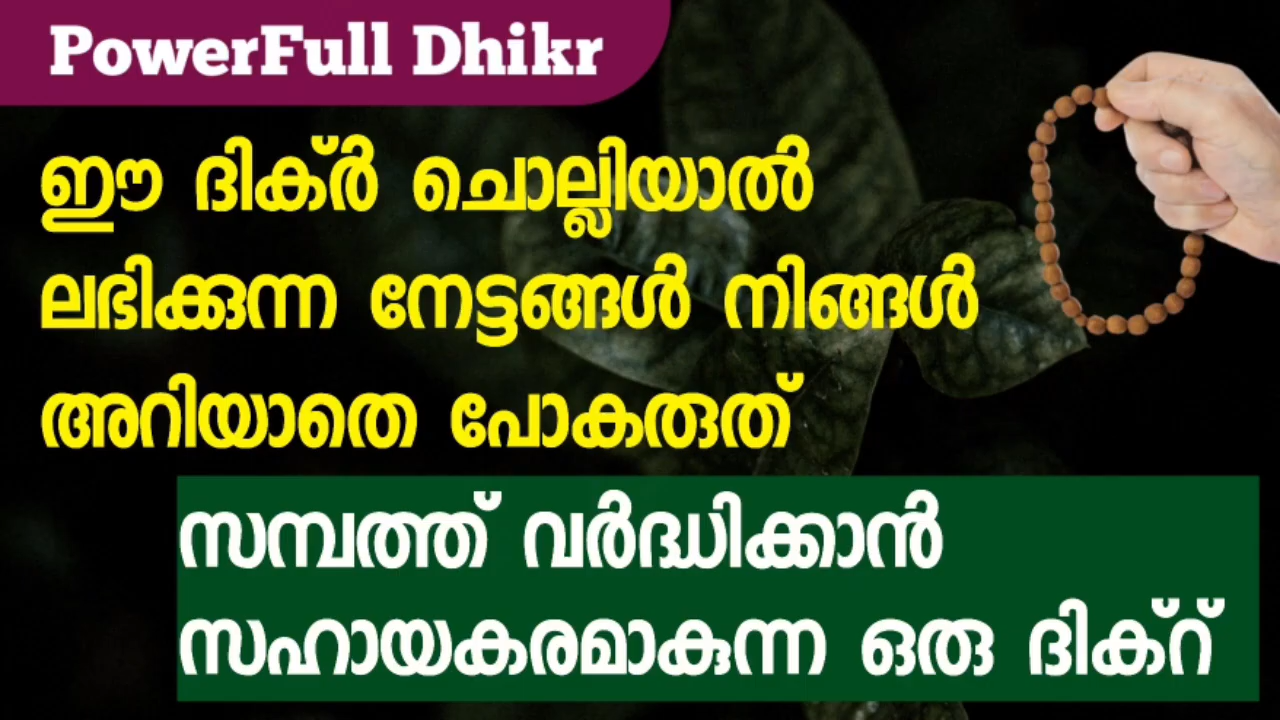 PowerFull Dhikr
ഈ ദിക്ർ ചൊല്ലിയാൽ
ലഭിക്കുന്ന നേട്ടങ്ങൾ നിങ്ങൾ
അറിയാതെ പോകരുത്
സമ്പത്ത് വർദ്ധിക്കാൻ
സഹായകരമാകുന്ന ഒരു ദിക്റ്